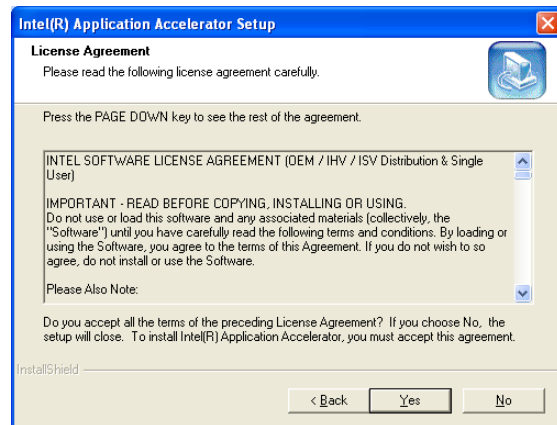 Intel(R) Application Accelerator Setup
License Agreement
Please read the following license agreement carefully.
Press the PAGE DOWN key to see the rest of the agreement.
INTEL SOFTWARE LICENSE AGREEMENT (OEM / IHV / ISV Distribution & Single
User)
IMPORTANT - READ BEFORE COPYING, INSTALLING OR USING.
Do not use or load this software and any associated materials (collectively, the
"Software") until you have carefully read the following terms and conditions. By loading or
using the Software, you agree to the terms of this Agreement. If you do not wish to so
agree, do not install or use the Software.
Please Also Note:
Do you accept all the terms of the preceding License Agreement? If you choose No, the
setup will close. To install Intel(R) Application Accelerator, you must accept this agreement.
InstallShield
< Back Yes No